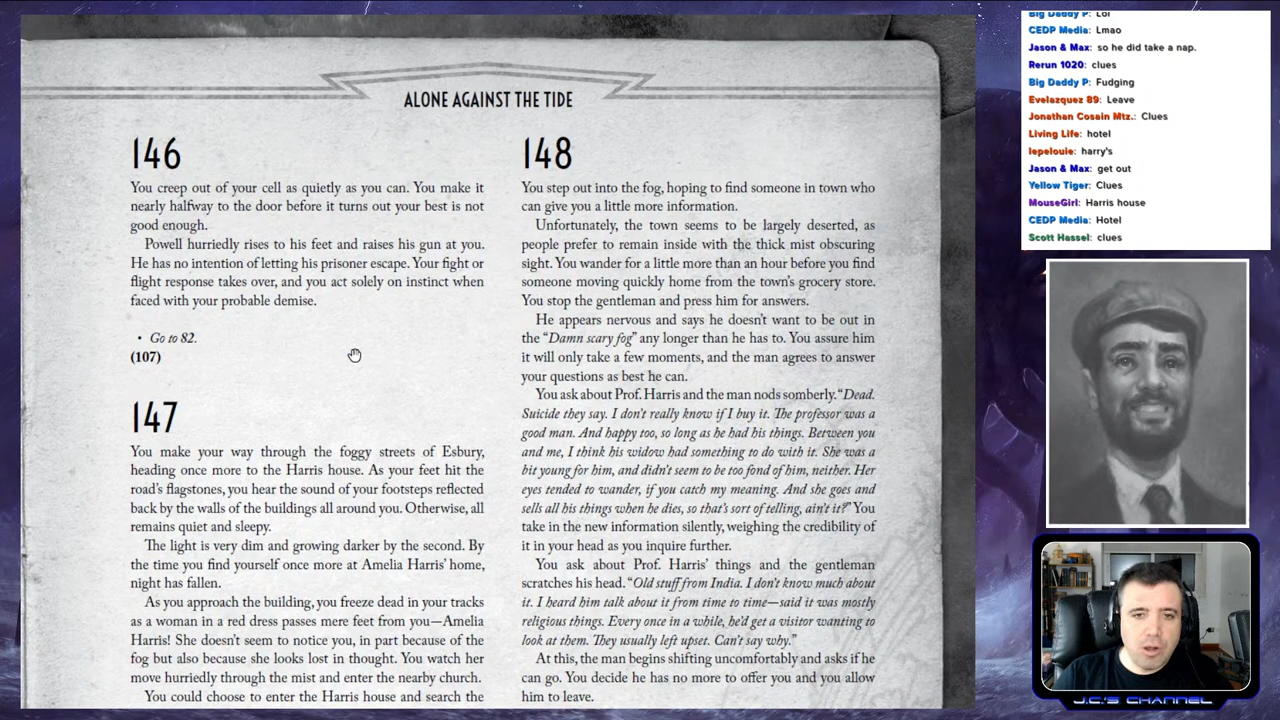 ALONE AGAINST THE TIDE
146
You creep out of your cell as quietly as you can. You make it
nearly halfway to the door before it turns out your best is not
good enough.
Powell hurriedly rises to his feet and raises his gun at you.
He has no intention of letting his prisoner escape. Your fight or
flight response takes over, and you act solely on instinct when
faced with your probable demise.
• Go to 82.
(107)
147
You make your way through the foggy streets of Esbury,
heading once more to the Harris house. As your feet hit the
road's flagstones, you hear the sound of your footsteps reflected
back by the walls of the buildings all around you. Otherwise, all
remains quiet and sleepy.
The light is very dim and growing darker by the second. By
the time you find yourself once more at Amelia Harris' home,
night has fallen.
As you approach the building, you freeze dead in your tracks
as a woman in a red dress passes mere feet from you—Amelia
Harris! She doesn't seem to notice you, in part because of the
fog but also because she looks lost in thought. You watch her
move hurriedly through the mist and enter the nearby church.
You could choose to enter the Harris house and search the
148
You step out into the fog, hoping to find someone in town who
can give you a little more information.
Unfortunately, the town seems to be largely deserted, as
people prefer to remain inside with the thick mist obscuring
sight. You wander for a little more than an hour before you find
someone moving quickly home from the town's grocery store.
You stop the gentleman and press him for answers.
He appears nervous and says he doesn't want to be out in
the “Damn scary fog” any longer than he has to. You assure him
it will only take a few moments, and the man agrees to answer
your questions as best he can.
You ask about Prof. Harris and the man nods somberly. “Dead.
Suicide they say. I don't really know if I buy it. The professor was a
good man. And happy too, so long as he had his things. Between you
and me, I think his widow had something to do with it. She was a
bit young for him, and didn't seem to be too fond of him, neither. Her
eyes tended to wander, if you catch my meaning. And she goes and
sells all his things when he dies, so that's sort of telling, ain't it?” You
take in the new information silently, weighing the credibility of
it in your head as you inquire further.
You ask about Prof. Harris' things and the gentleman
scratches his head. “Old stuff from India. I don't know much about
it. I heard him talk about it from time to time—said it was mostly
religious things. Every once in a while, he'd get a visitor wanting to
look at them. They usually left upset. Can't say why.”
At this, the man begins shifting uncomfortably and asks if he
can go. You decide he has no more to offer you and you allow
him to leave.
Big Daddy P: Lol
CEDP Media: Lmao
Jason & Max: so he did take a nap.
Rerun 1020: clues
Big Daddy P: Fudging
Evelazquez 89: Leave
Jonathan Cosain Mtz.: Clues
Living Life: hotel
lepelouie: harry's
Jason & Max: get out
Yellow Tiger: Clues
MouseGirl: Harris house
CEDP Media: Hotel
Scott Hassel: clues
J.C.'S CHANNEL